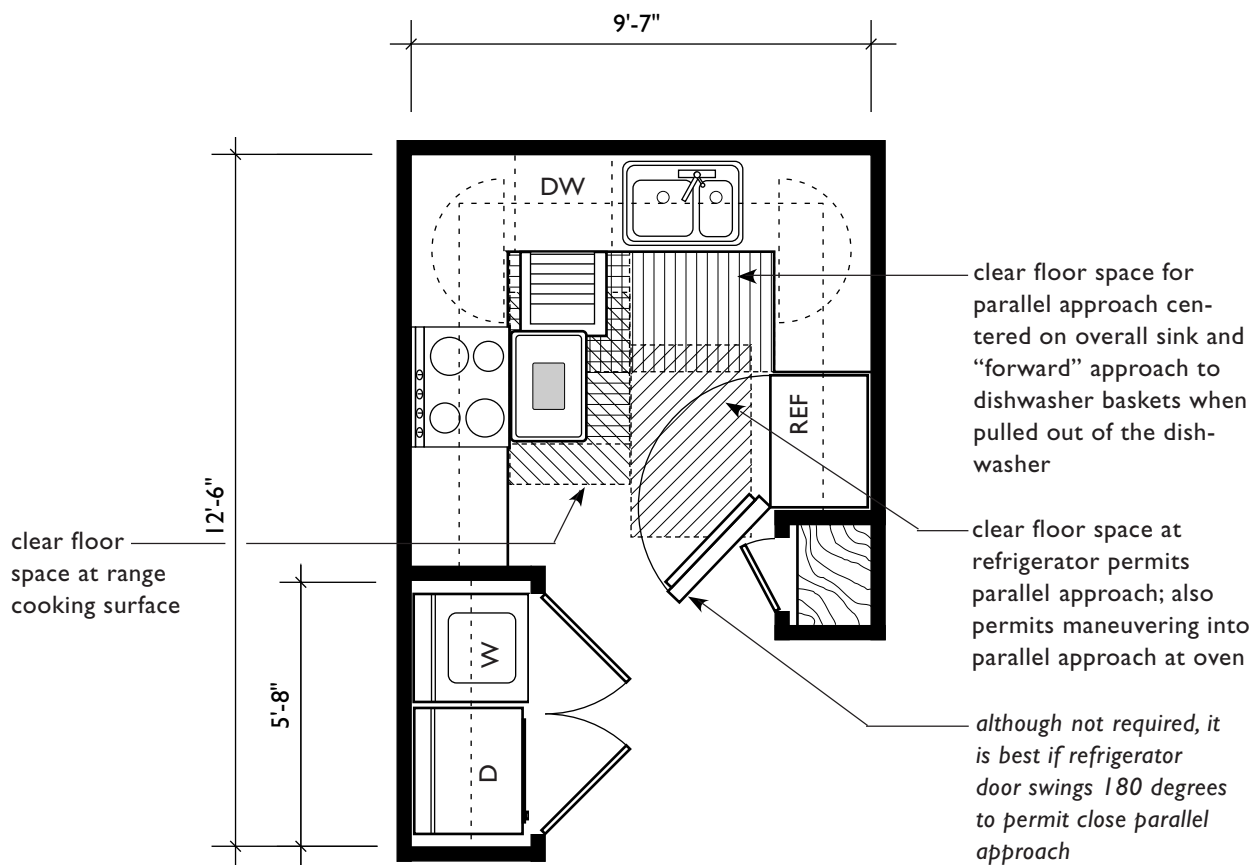 9'-7"
DW
clear floor space for
parallel approach cen-
tered on overall sink and
“forward” approach to
dishwasher baskets when
pulled out of the dish-
washer
REF
12'-6"
clear floor
space at range
cooking surface
clear floor space at
refrigerator permits
parallel approach; also
permits maneuvering into
parallel approach at oven
W
5'-8"
D
although not required, it
is best if refrigerator
door swings 180 degrees
to permit close parallel
approach